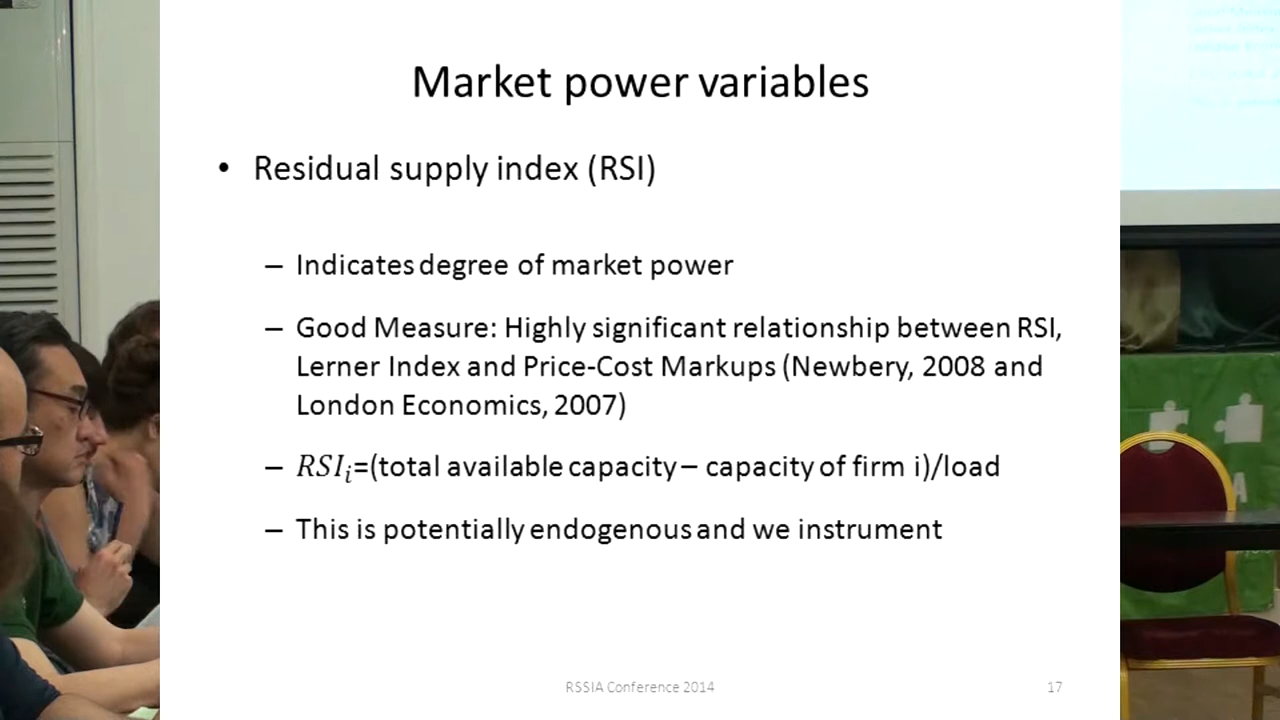 Market power variables
• Residual supply index (RSI)
– Indicates degree of market power
– Good Measure: Highly significant relationship between RSI,
Lerner Index and Price-Cost Markups (Newbery, 2008 and
London Economics, 2007)
– RSIi=(total available capacity – capacity of firm i)/load
– This is potentially endogenous and we instrument
RSSIA Conference 2014
17